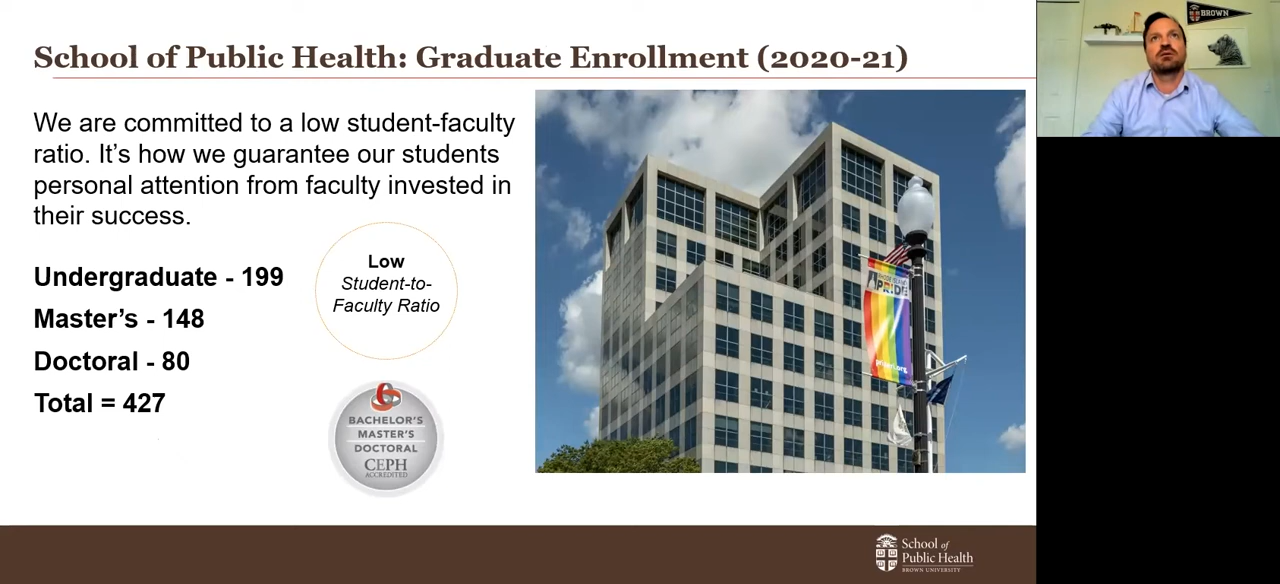 School of Public Health: Graduate Enrollment (2020-21)
We are committed to a low student-faculty
ratio. It’s how we guarantee our students
personal attention from faculty invested in
their success.
Undergraduate - 199
Master’s - 148
Doctoral - 80
Total = 427
Low
Student-to-
Faculty Ratio
BACHELOR'S
MASTER'S
DOCTORAL
CEPH
ACCREDITED
PRIDE
BROWN
School of
Public Health
BROWN UNIVERSITY